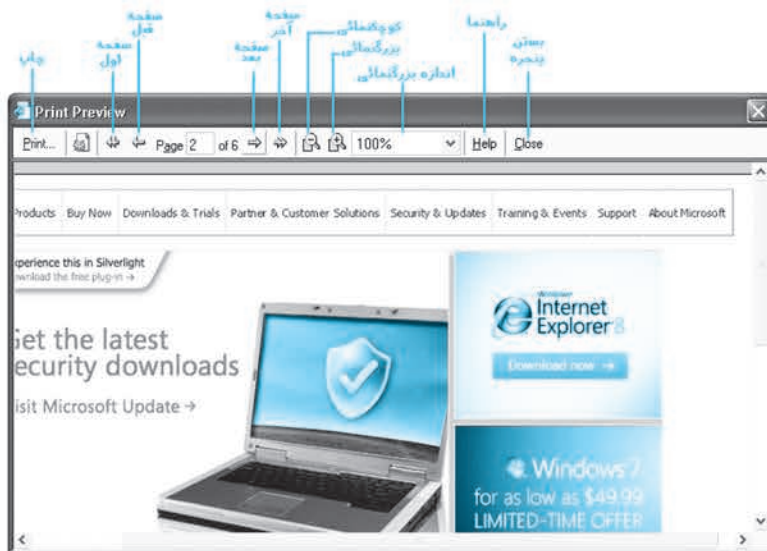 چاپ
صفحه
اول
صفحه
قبل
صفحه
بعد
صفحه
آخر
کوچکنمائی
بزرگنمائی
اندازه بزرگنمائی
راهنما
بستن
پنجره
Print Preview
Print... Page 2 of 6 100% Help Close
Products Buy Now Downloads & Trials Partner & Customer Solutions Security & Updates Training & Events Support About Microsoft
xperience this in Silverlight
ownload the free plug-in →
Get the latest
ecurity downloads
isit Microsoft Update →
Windows
Internet
Explorer 8
Download now →
Windows 7
for as low as $49.99
LIMITED-TIME OFFER